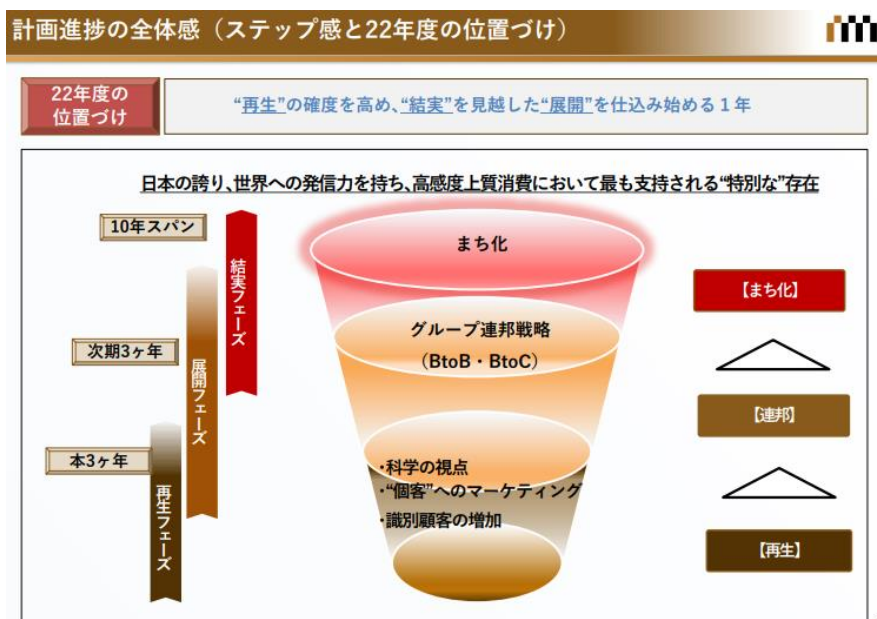 計画進捗の全体感（ステップ感と22年度の位置づけ）
22年度の
位置づけ
“再生”の確度を高め、“結実”を見越した“展開”を仕込み始める１年
日本の誇り、世界への発信力を持ち、高感度上質消費において最も支持される“特別な”存在
10年スパン
結実フェーズ
次期3ヶ年
展開フェーズ
本3ヶ年
再生フェーズ
まち化
グループ連邦戦略
（BtoB・BtoC）
・科学の視点
・“個客”へのマーケティング
・識別顧客の増加
【まち化】
【連邦】
【再生】